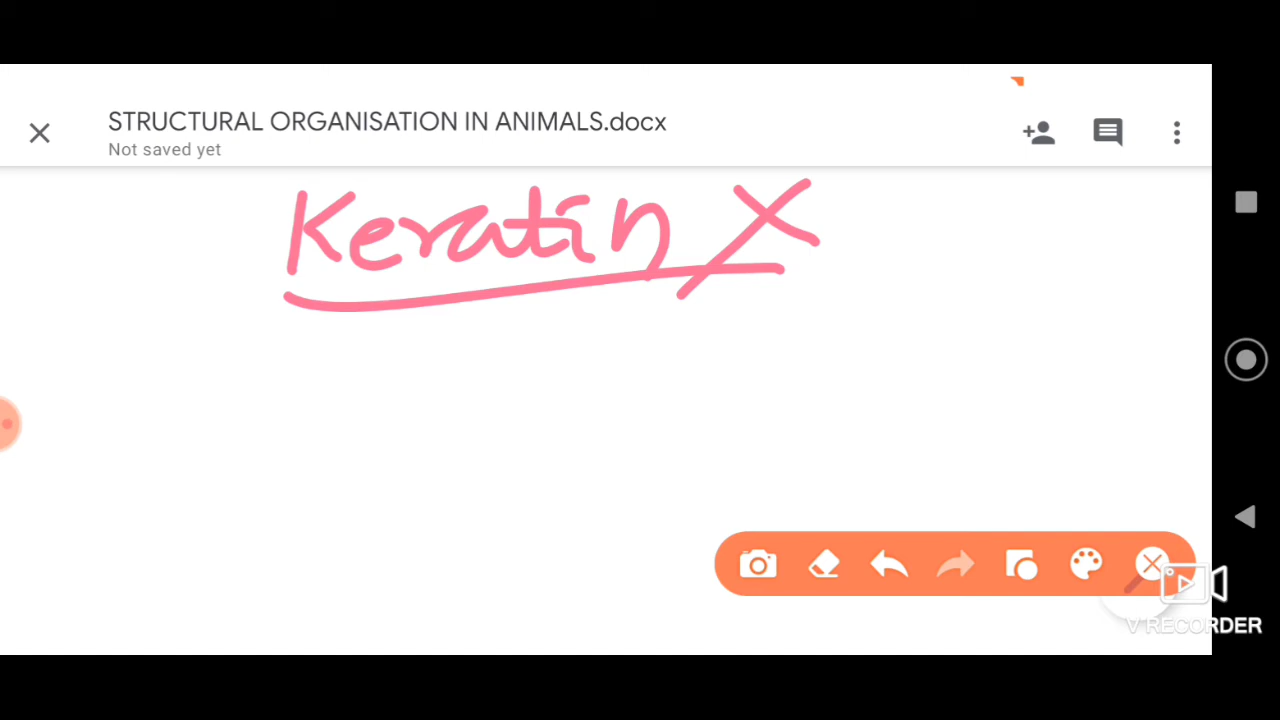 STRUCTURAL ORGANISATION IN ANIMALS.docx
Not saved yet
Keratin X
V RECORDER